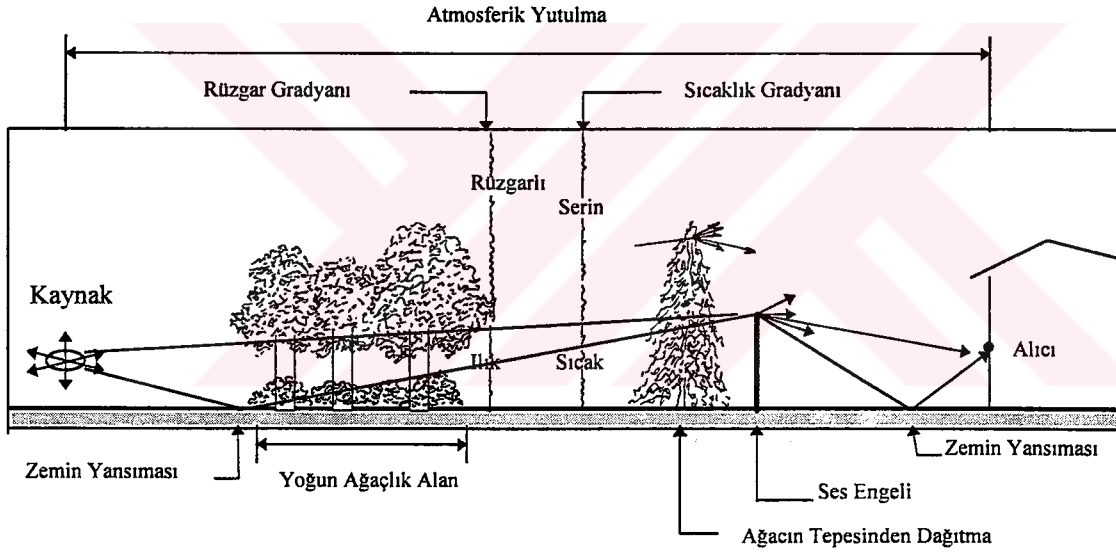 Atmosferik Yutulma
Rüzgar Gradyanı
Sıcaklık Gradyanı
Rüzgarlı
Serin
Kaynak
Ilık
Sıcak
Alıcı
Zemin Yansıması
Yoğun Ağaçlık Alan
Zemin Yansıması
Ses Engeli
Ağacın Tepesinden Dağıtma